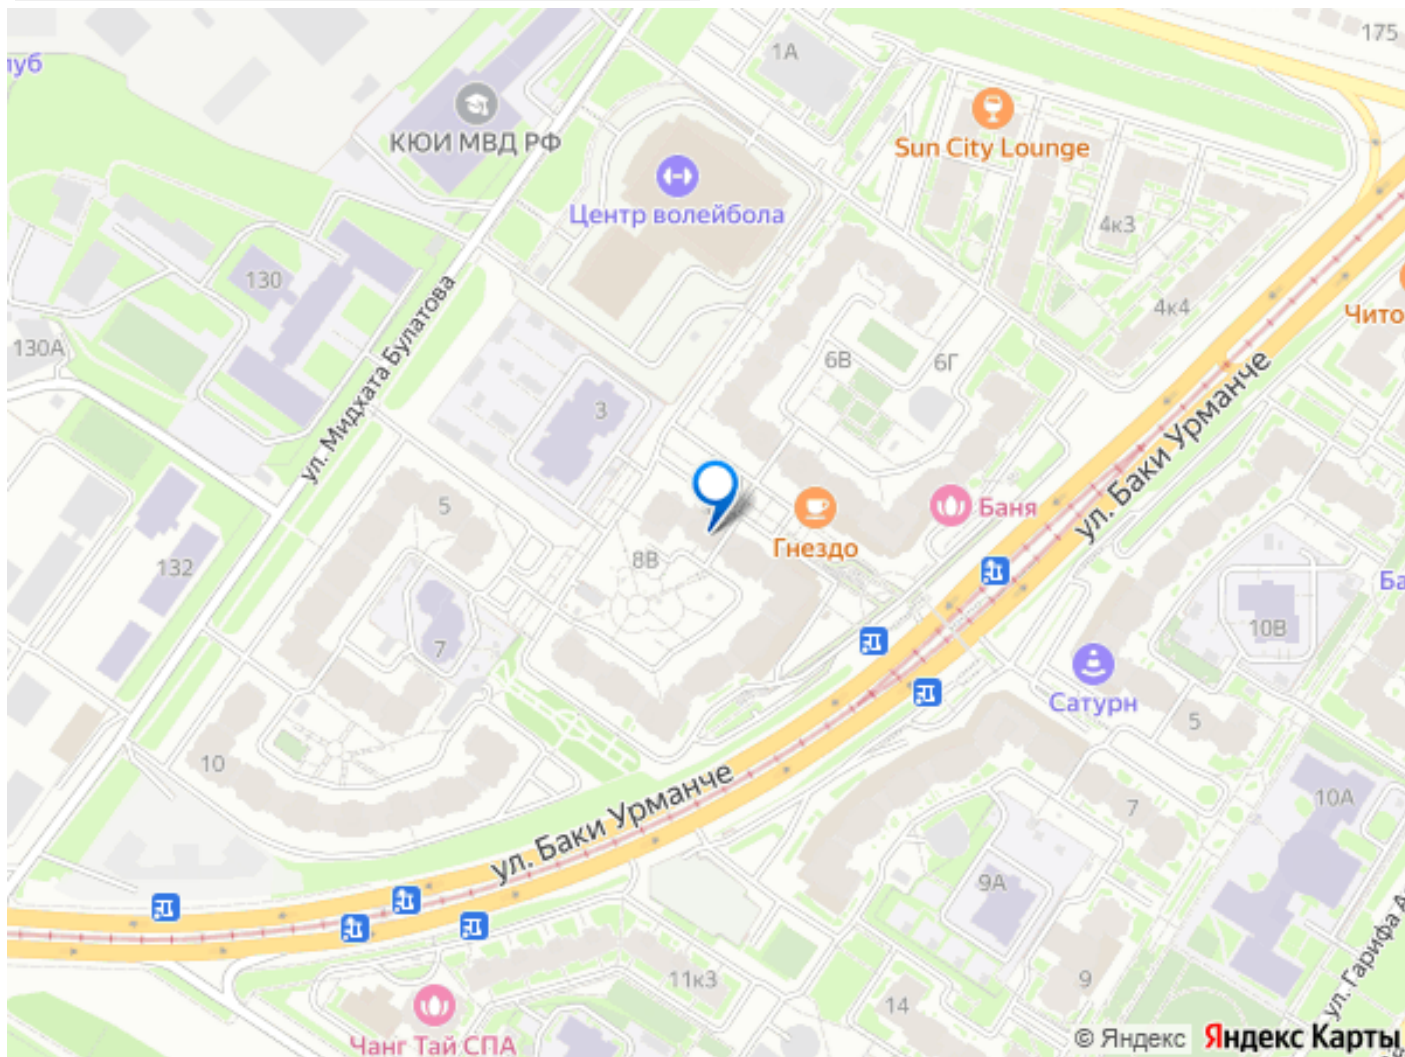 175
1А
луб
КЮИ МВД РФ
Sun City Lounge
Центр волейбола
4к3
130
4к4
Чито
130А
ул. Мидхата Булатова
6В
6Г
3
ул. Баки Урманче
5
Баня
Гнездо
8В
132
Ба
10В
7
Сатурн
5
10
ул. Баки Урманче
7
10А
9А
11к3
9
14
ул. Гарифа А
Чанг Тай СПА
© Яндекс Яндекс Карты